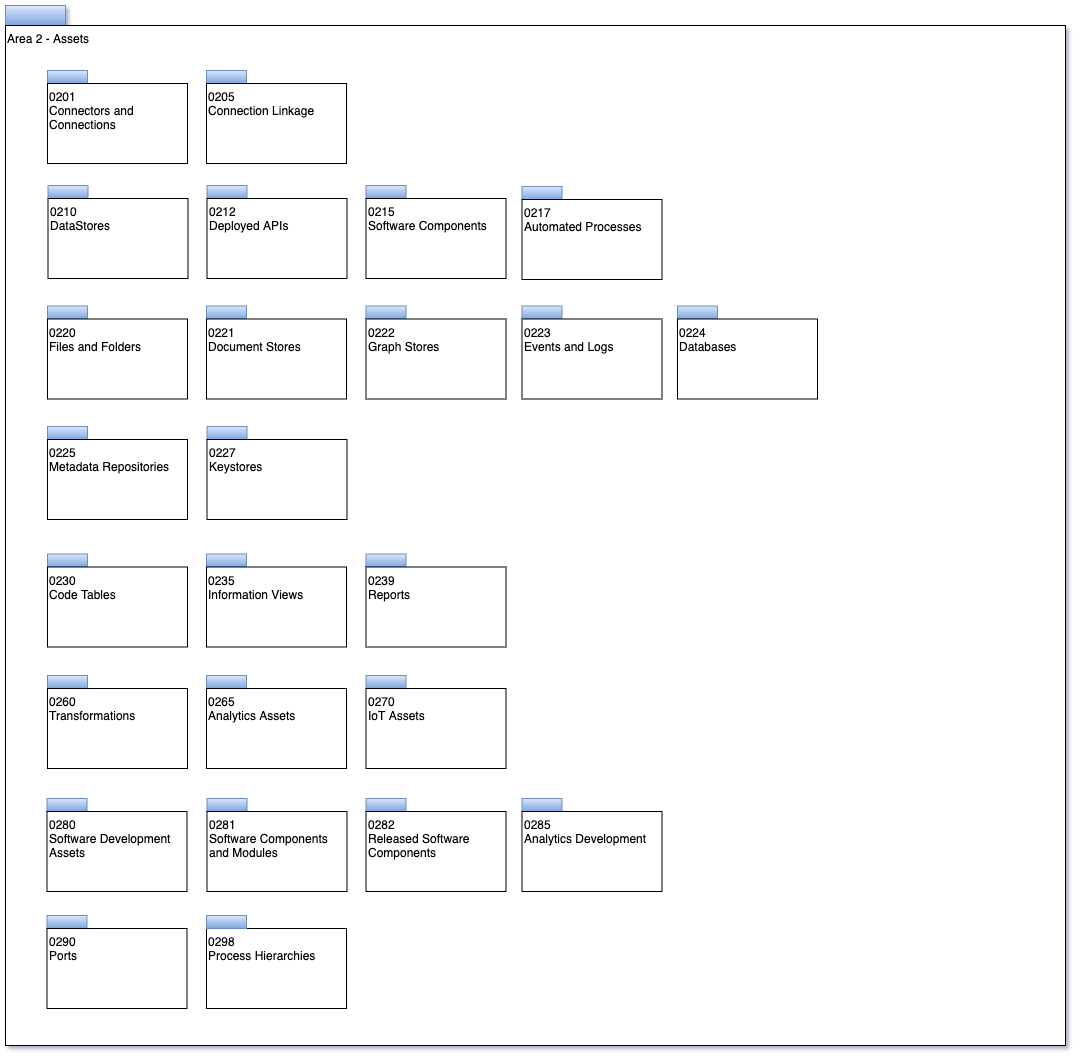 Area 2 - Assets
0201
Connectors and
Connections
0205
Connection Linkage
0210
DataStores
0212
Deployed APIs
0215
Software Components
0217
Automated Processes
0220
Files and Folders
0221
Document Stores
0222
Graph Stores
0223
Events and Logs
0224
Databases
0225
Metadata Repositories
0227
Keystores
0230
Code Tables
0235
Information Views
0239
Reports
0260
Transformations
0265
Analytics Assets
0270
IoT Assets
0280
Software Development
Assets
0281
Software Components
and Modules
0282
Released Software
Components
0285
Analytics Development
0290
Ports
0298
Process Hierarchies